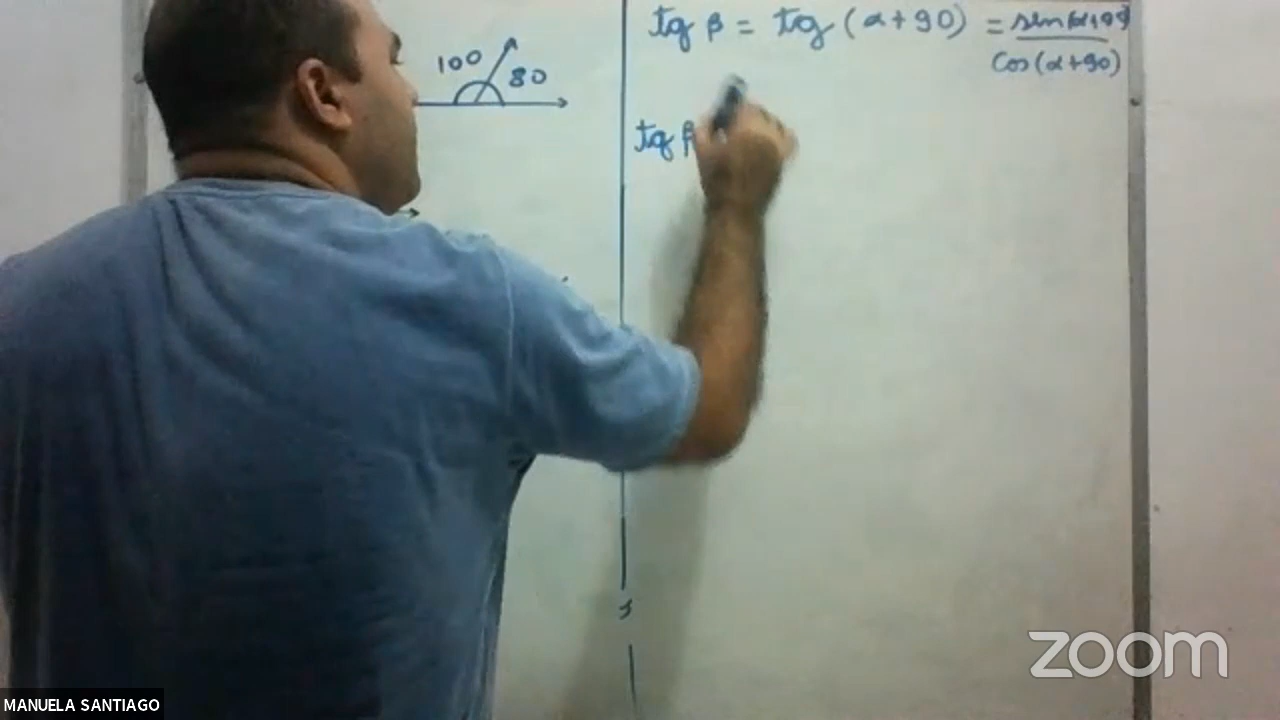 100
80
tg β = tg (α + 90) = sen(α+90)
cos(α+90)
tg β
zoom
MANUELA SANTIAGO